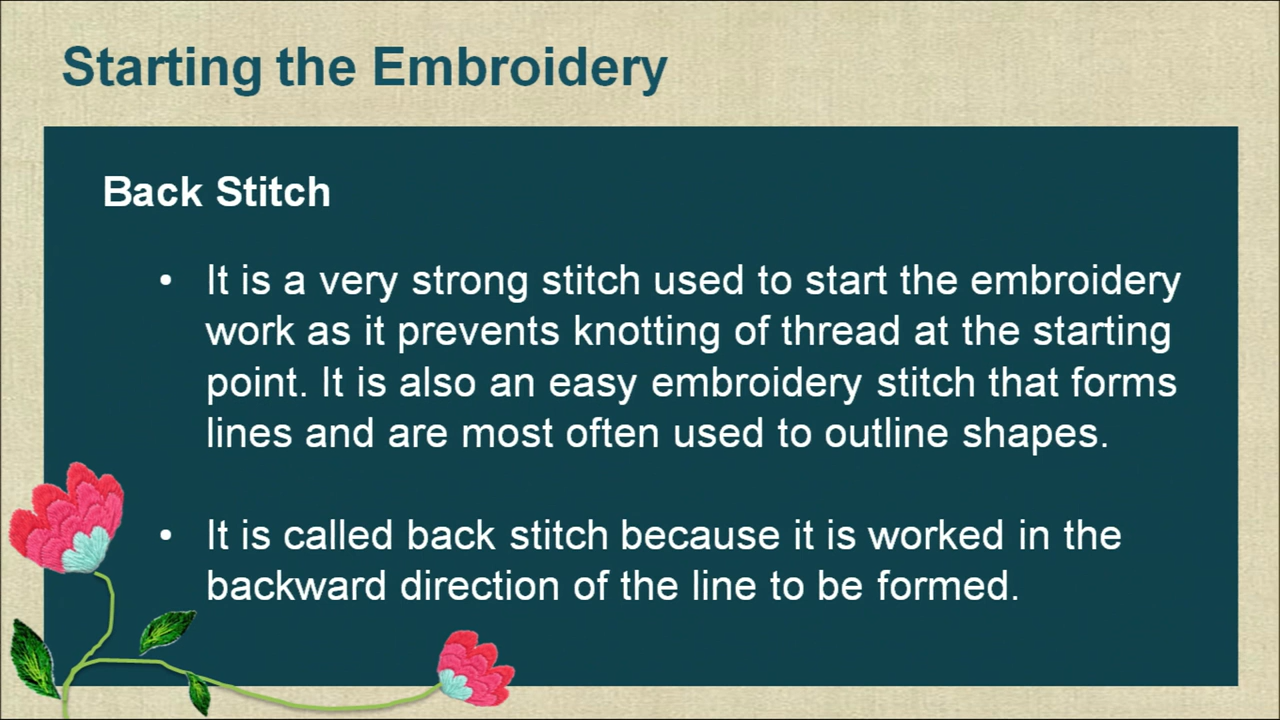 Starting the Embroidery
Back Stitch
• It is a very strong stitch used to start the embroidery
work as it prevents knotting of thread at the starting
point. It is also an easy embroidery stitch that forms
lines and are most often used to outline shapes.
• It is called back stitch because it is worked in the
backward direction of the line to be formed.